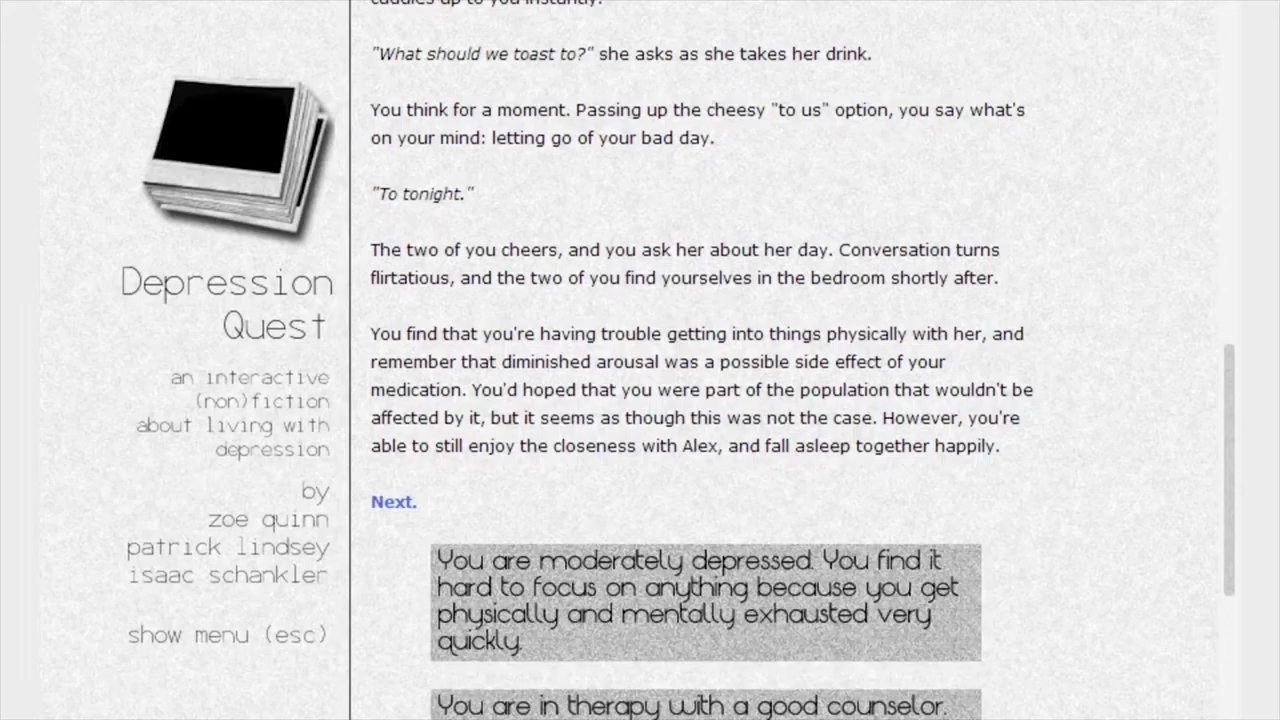 Depression
Quest
an interactive
(non)fiction
about living with
depression
by
zoe quinn
patrick lindsey
isaac schankler
show menu (esc)
cuddles up to you instantly.
"What should we toast to?" she asks as she takes her drink.
You think for a moment. Passing up the cheesy "to us" option, you say what's
on your mind: letting go of your bad day.
"To tonight."
The two of you cheers, and you ask her about her day. Conversation turns
flirtatious, and the two of you find yourselves in the bedroom shortly after.
You find that you're having trouble getting into things physically with her, and
remember that diminished arousal was a possible side effect of your
medication. You'd hoped that you were part of the population that wouldn't be
affected by it, but it seems as though this was not the case. However, you're
able to still enjoy the closeness with Alex, and fall asleep together happily.
Next.
You are moderately depressed. You find it
hard to focus on anything because you get
physically and mentally exhausted very
quickly.
You are in therapy with a good counselor.